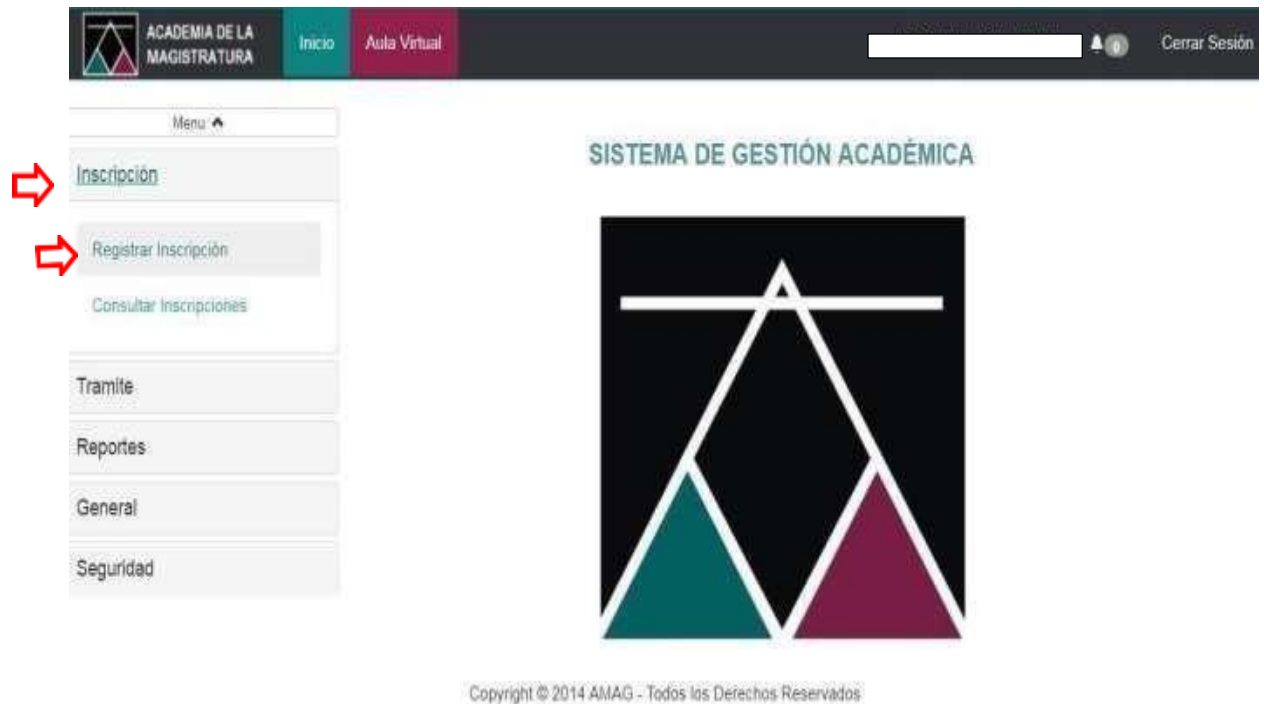 ACADEMIA DE LA
MAGISTRATURA
Inicio
Aula Virtual
0
Cerrar Sesión
Menu
Inscripción
Registrar Inscripción
Consultar Inscripciones
Tramite
Reportes
General
Seguridad
SISTEMA DE GESTIÓN ACADÉMICA
Copyright © 2014 AMAG - Todos los Derechos Reservados